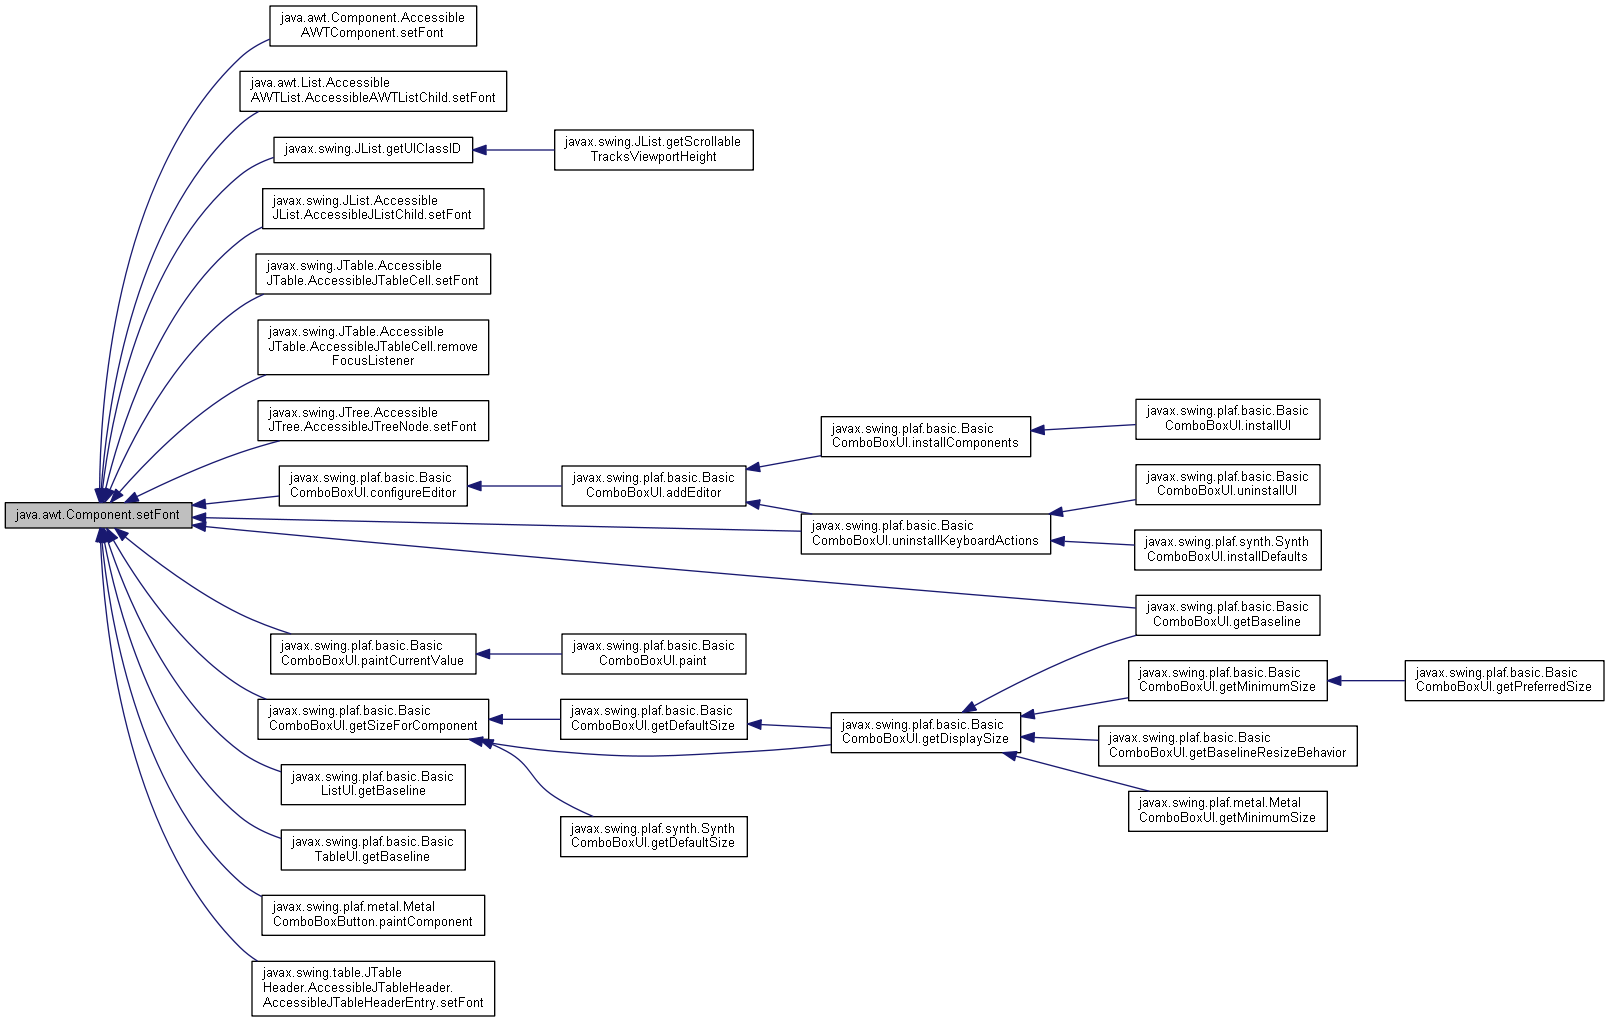 java.awt.Component.Accessible
AWTComponent.setFont
java.awt.List.Accessible
AWTList.AccessibleAWTListChild.setFont
javax.swing.JList.getUIClassID
javax.swing.JList.getScrollable
TracksViewportHeight
javax.swing.JList.Accessible
JList.AccessibleJListChild.setFont
javax.swing.JTable.Accessible
JTable.AccessibleJTableCell.setFont
javax.swing.JTable.Accessible
JTable.AccessibleJTableCell.remove
FocusListener
javax.swing.JTree.Accessible
JTree.AccessibleJTreeNode.setFont
javax.swing.plaf.basic.Basic
ComboBoxUI.configureEditor
javax.swing.plaf.basic.Basic
ComboBoxUI.addEditor
javax.swing.plaf.basic.Basic
ComboBoxUI.installComponents
javax.swing.plaf.basic.Basic
ComboBoxUI.installUI
javax.swing.plaf.basic.Basic
ComboBoxUI.uninstallUI
java.awt.Component.setFont
javax.swing.plaf.basic.Basic
ComboBoxUI.uninstallKeyboardActions
javax.swing.plaf.synth.Synth
ComboBoxUI.installDefaults
javax.swing.plaf.basic.Basic
ComboBoxUI.getBaseline
javax.swing.plaf.basic.Basic
ComboBoxUI.paintCurrentValue
javax.swing.plaf.basic.Basic
ComboBoxUI.paint
javax.swing.plaf.basic.Basic
ComboBoxUI.getMinimumSize
javax.swing.plaf.basic.Basic
ComboBoxUI.getPreferredSize
javax.swing.plaf.basic.Basic
ComboBoxUI.getSizeForComponent
javax.swing.plaf.basic.Basic
ComboBoxUI.getDefaultSize
javax.swing.plaf.basic.Basic
ComboBoxUI.getDisplaySize
javax.swing.plaf.basic.Basic
ComboBoxUI.getBaselineResizeBehavior
javax.swing.plaf.basic.Basic
ListUI.getBaseline
javax.swing.plaf.metal.Metal
ComboBoxUI.getMinimumSize
javax.swing.plaf.synth.Synth
ComboBoxUI.getDefaultSize
javax.swing.plaf.basic.Basic
TableUI.getBaseline
javax.swing.plaf.metal.Metal
ComboBoxButton.paintComponent
javax.swing.table.JTable
Header.AccessibleJTableHeader.
AccessibleJTableHeaderEntry.setFont